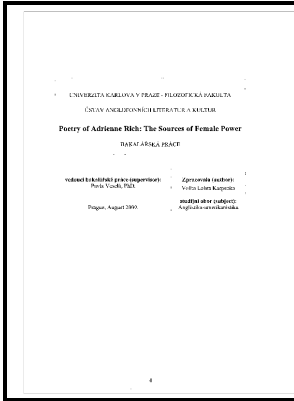 UNIVERZITA KARLOVA V PRAZE - FILOZOFICKÁ FAKULTA
ÚSTAV ANGLOFONNÍCH LITERATUR A KULTUR
Poetry of Adrienne Rich: The Sources of Female Power
BAKALÁŘSKÁ PRÁCE
vedoucí bakalářské práce (supervisor):
Pavla Veselá, PhD.
Zpracovala (author):
studijní obor (subject):
Prague, August 
Anglistika-amerikanistika